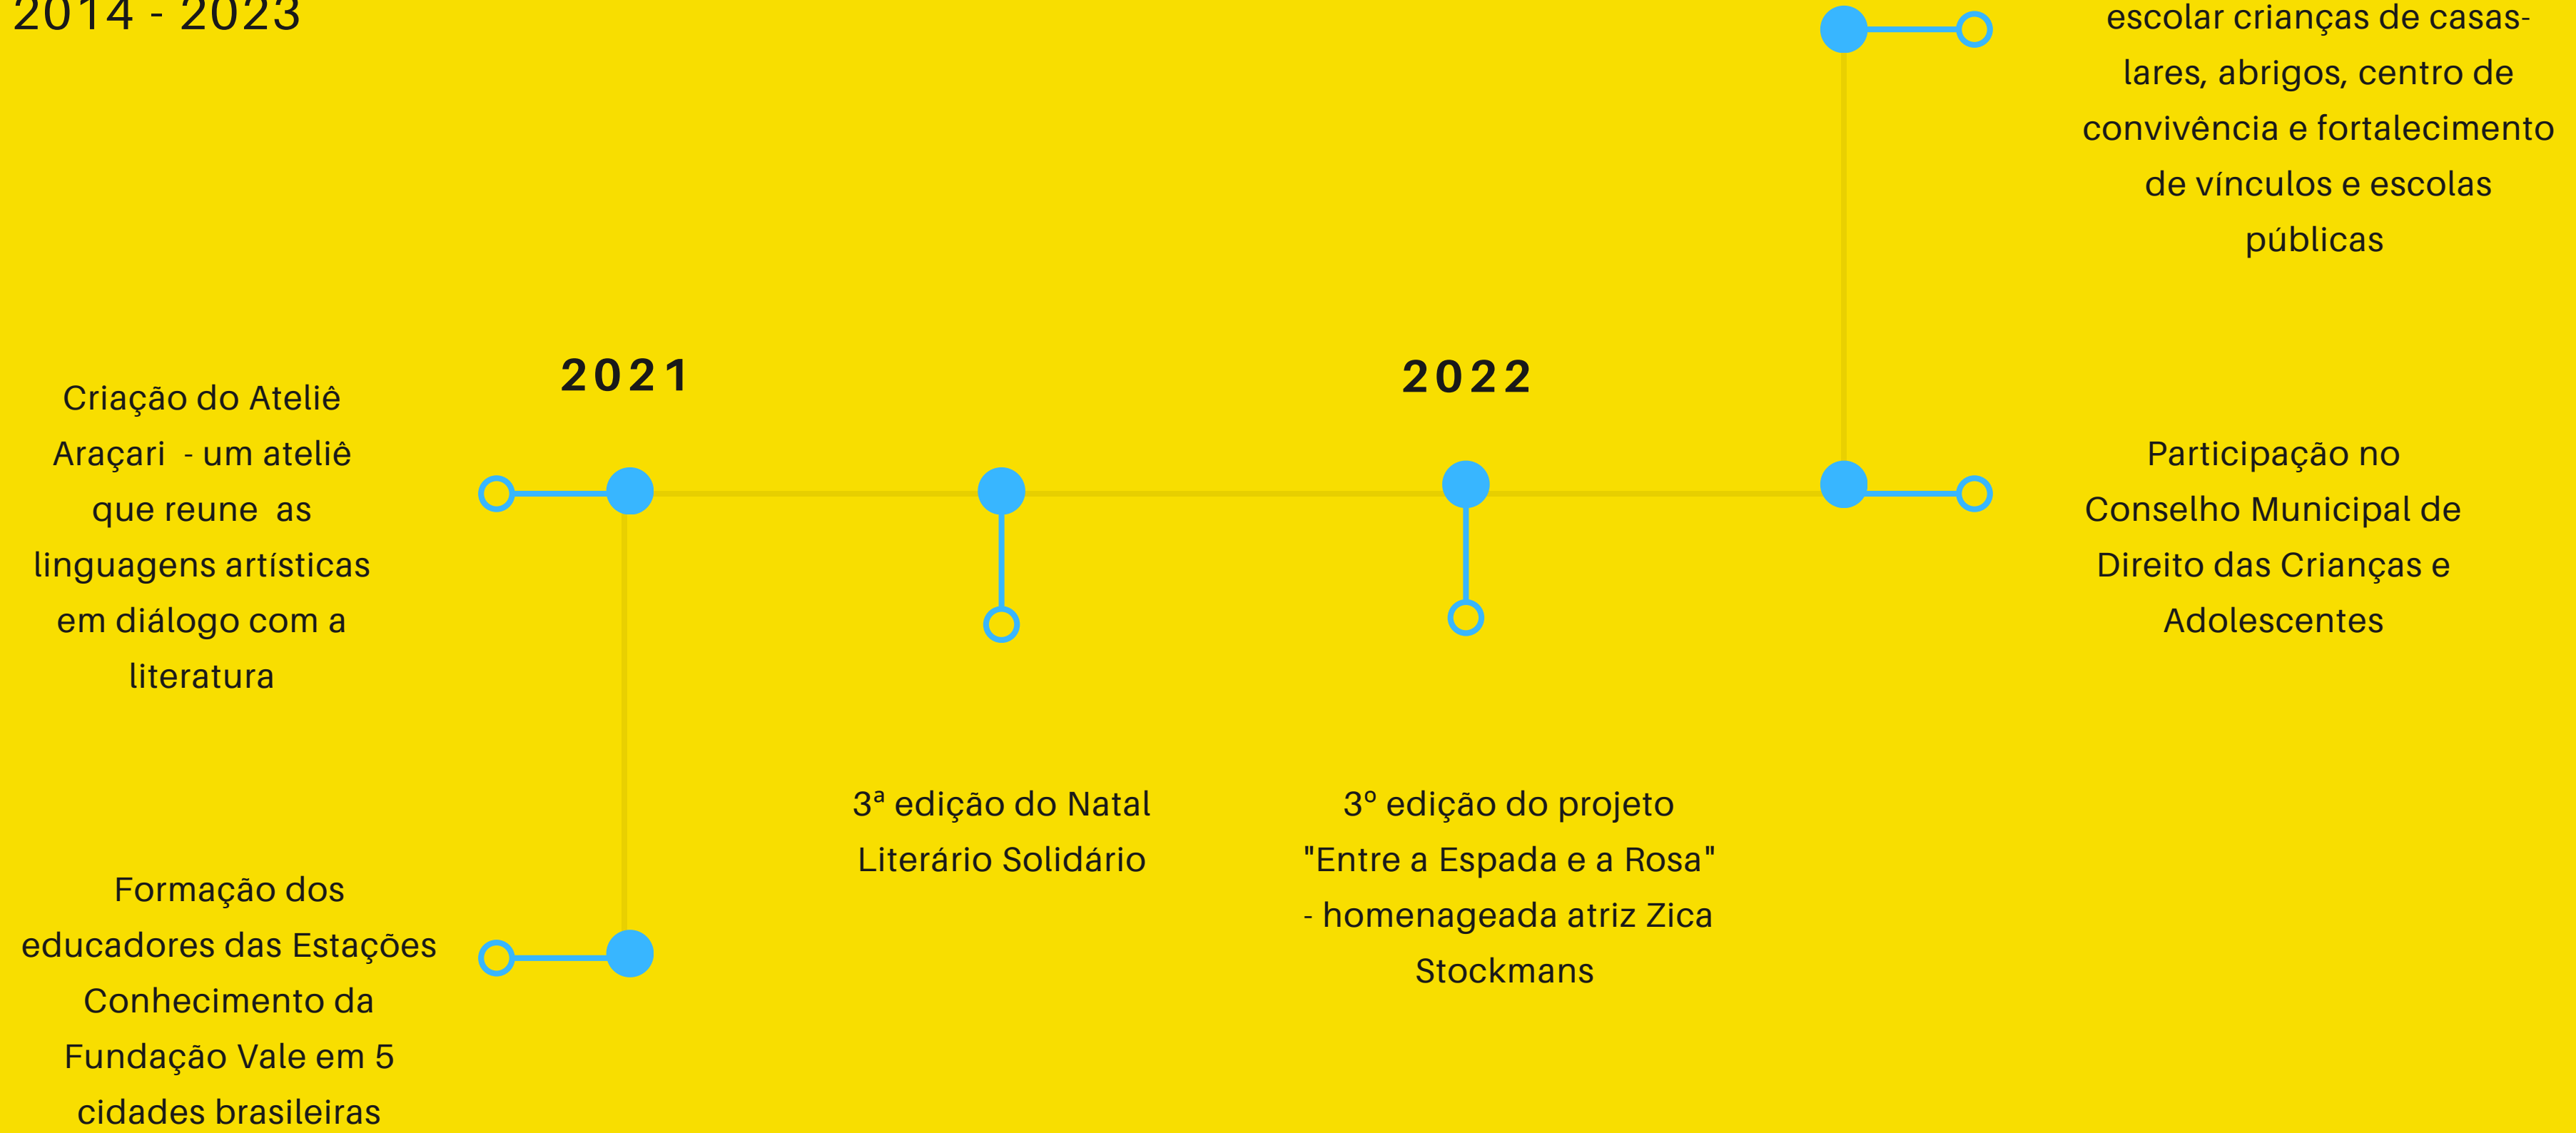 2014 - 2023
escolar crianças de casas-
lares, abrigos, centro de
convivência e fortalecimento
de vínculos e escolas
públicas
2021
2022
Criação do Ateliê
Araçari - um ateliê
que reune as
linguagens artísticas
em diálogo com a
literatura
Participação no
Conselho Municipal de
Direito das Crianças e
Adolescentes
3ª edição do Natal
Literário Solidário
3º edição do projeto
"Entre a Espada e a Rosa"
- homenageada atriz Zica
Stockmans
Formação dos
educadores das Estações
Conhecimento da
Fundação Vale em 5
cidades brasileiras